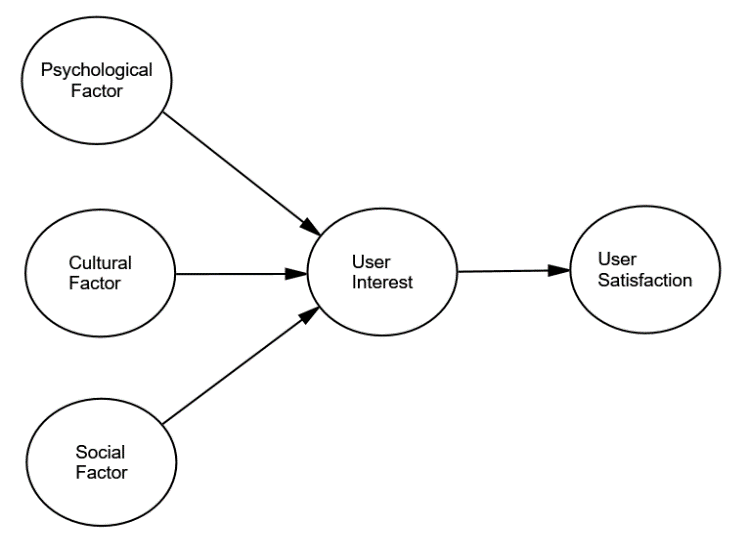 Psychological
Factor
Cultural
Factor
User
Interest
User
Satisfaction
Social
Factor